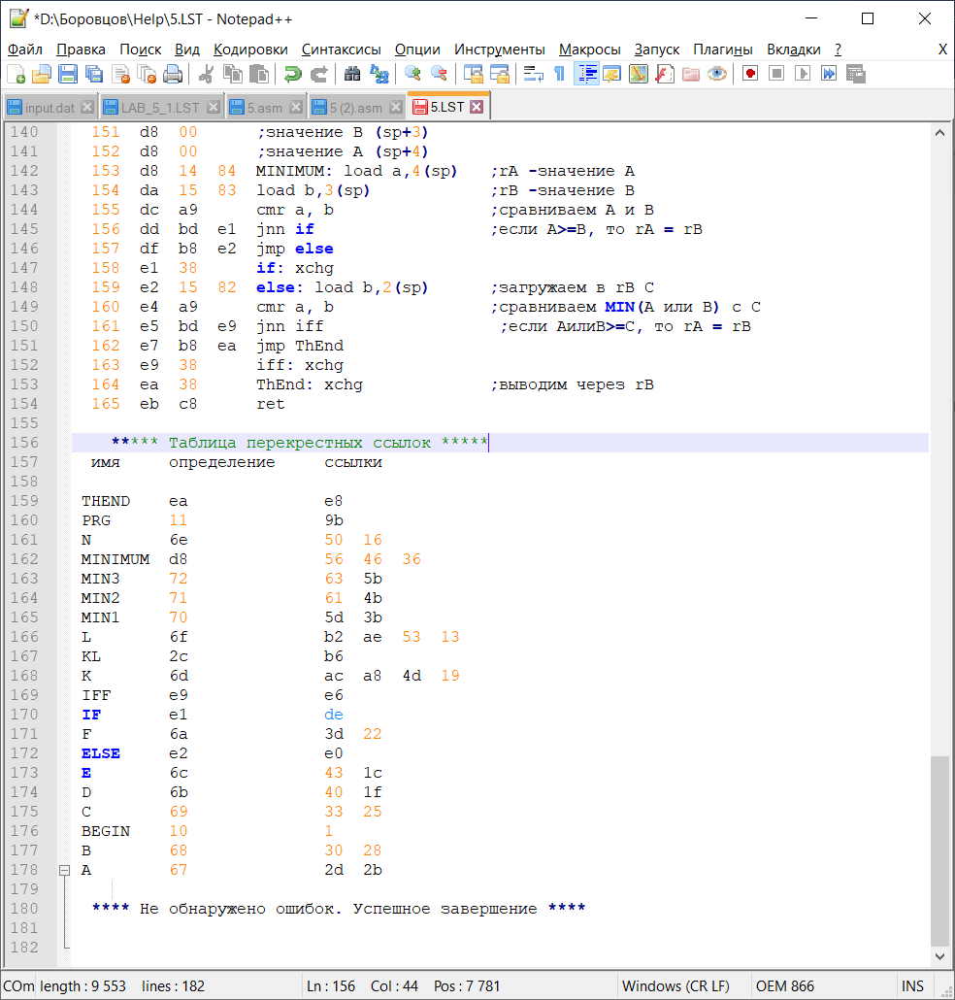 *D:\Боровцов\Help\5.LST - Notepad++
Файл Правка Поиск Вид Кодировки Синтаксисы Опции Инструменты Макросы Запуск Плагины Вкладки ? X
input.dat LAB_5_1.LST 5.asm 5 (2).asm 5.LST
140 151 d8 00 ;значение B (sp+3)
141 152 d8 00 ;значение A (sp+4)
142 153 d8 14 84 MINIMUM: load a,4(sp) ;rA -значение A
143 154 da 15 83 load b,3(sp) ;rB -значение B
144 155 dc a9 cmr a, b ;сравниваем A и B
145 156 dd bd e1 jnn if ;если A>=B, то rA = rB
146 157 df b8 e2 jmp else
147 158 e1 38 if: xchg
148 159 e2 15 82 else: load b,2(sp) ;загружаем в rB C
149 160 e4 a9 cmr a, b ;сравниваем MIN(A или B) с C
150 161 e5 bd e9 jnn iff ;если AилиB>=C, то rA = rB
151 162 e7 b8 ea jmp ThEnd
152 163 e9 38 iff: xchg
153 164 ea 38 ThEnd: xchg ;выводим через rB
154 165 eb c8 ret
155
156 ***** Таблица перекрестных ссылок *****
157 имя определение ссылки
158
159 THEND ea e8
160 PRG 11 9b
161 N 6e 50 16
162 MINIMUM d8 56 46 36
163 MIN3 72 63 5b
164 MIN2 71 61 4b
165 MIN1 70 5d 3b
166 L 6f b2 ae 53 13
167 KL 2c b6
168 K 6d ac a8 4d 19
169 IFF e9 e6
170 IF e1 de
171 F 6a 3d 22
172 ELSE e2 e0
173 E 6c 43 1c
174 D 6b 40 1f
175 C 69 33 25
176 BEGIN 10 1
177 B 68 30 28
178 A 67 2d 2b
179
180 **** Не обнаружено ошибок. Успешное завершение ****
181
182
COm length : 9 553 lines : 182 Ln : 156 Col : 44 Pos : 7 781 Windows (CR LF) OEM 866 INS